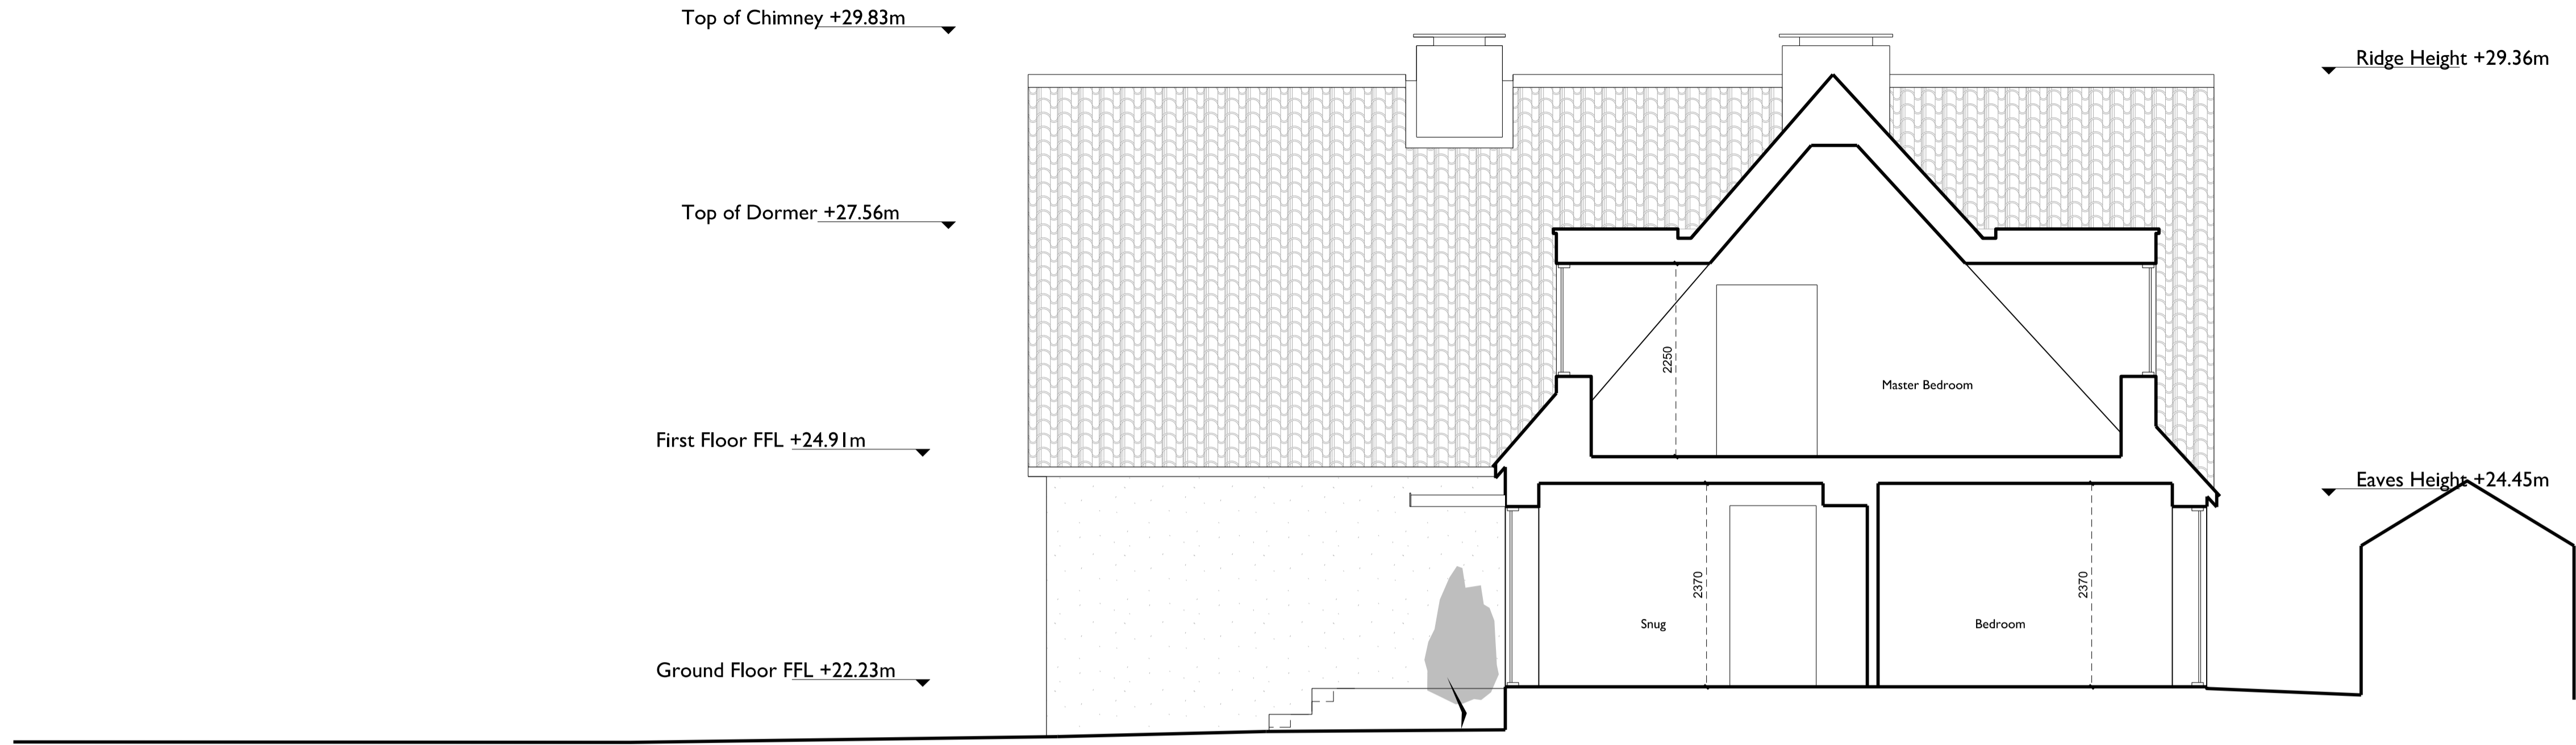 Top of Chimney +29.83m
Ridge Height +29.36m
Top of Dormer +27.56m
2250
Master Bedroom
First Floor FFL +24.91m
Eaves Height +24.45m
2370
2370
Snug
Bedroom
Ground Floor FFL +22.23m